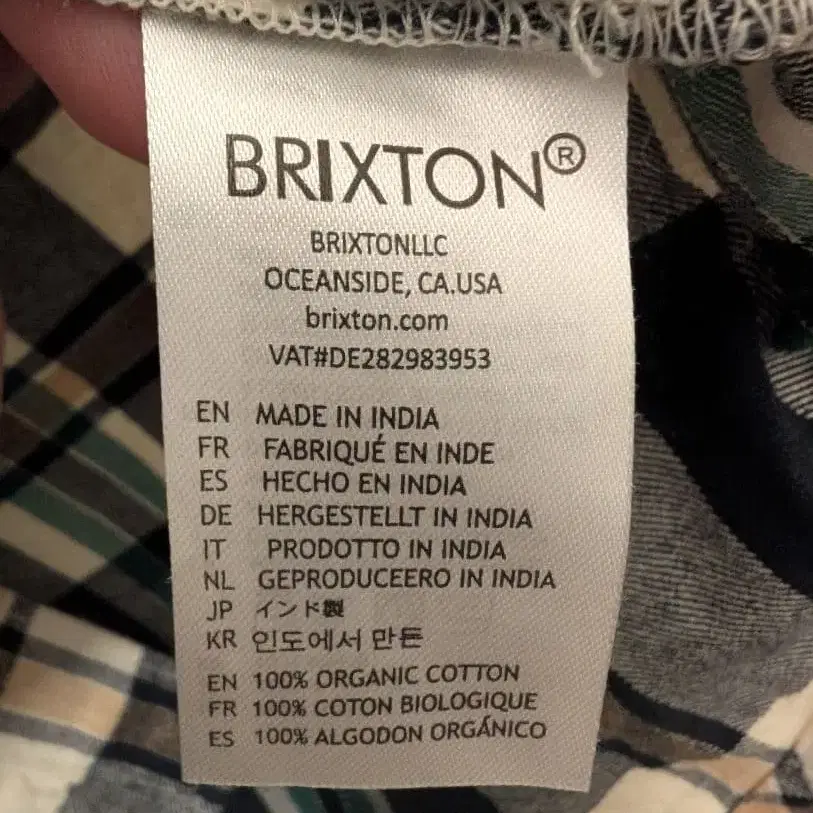 BRIXTON®
BRIXTONLLC
OCEANSIDE, CA.USA
brixton.com
VAT#DE282983953
EN MADE IN INDIA
FR FABRIQUÉ EN INDE
ES HECHO EN INDIA
DE HERGESTELLT IN INDIA
IT PRODOTTO IN INDIA
NL GEPRODUCEERO IN INDIA
JP インド製
KR 인도에서 만든
EN 100% ORGANIC COTTON
FR 100% COTON BIOLOGIQUE
ES 100% ALGODON ORGÁNICO